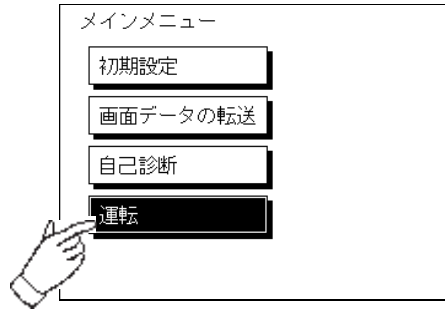 メインメニュー
初期設定
画面データの転送
自己診断
運転